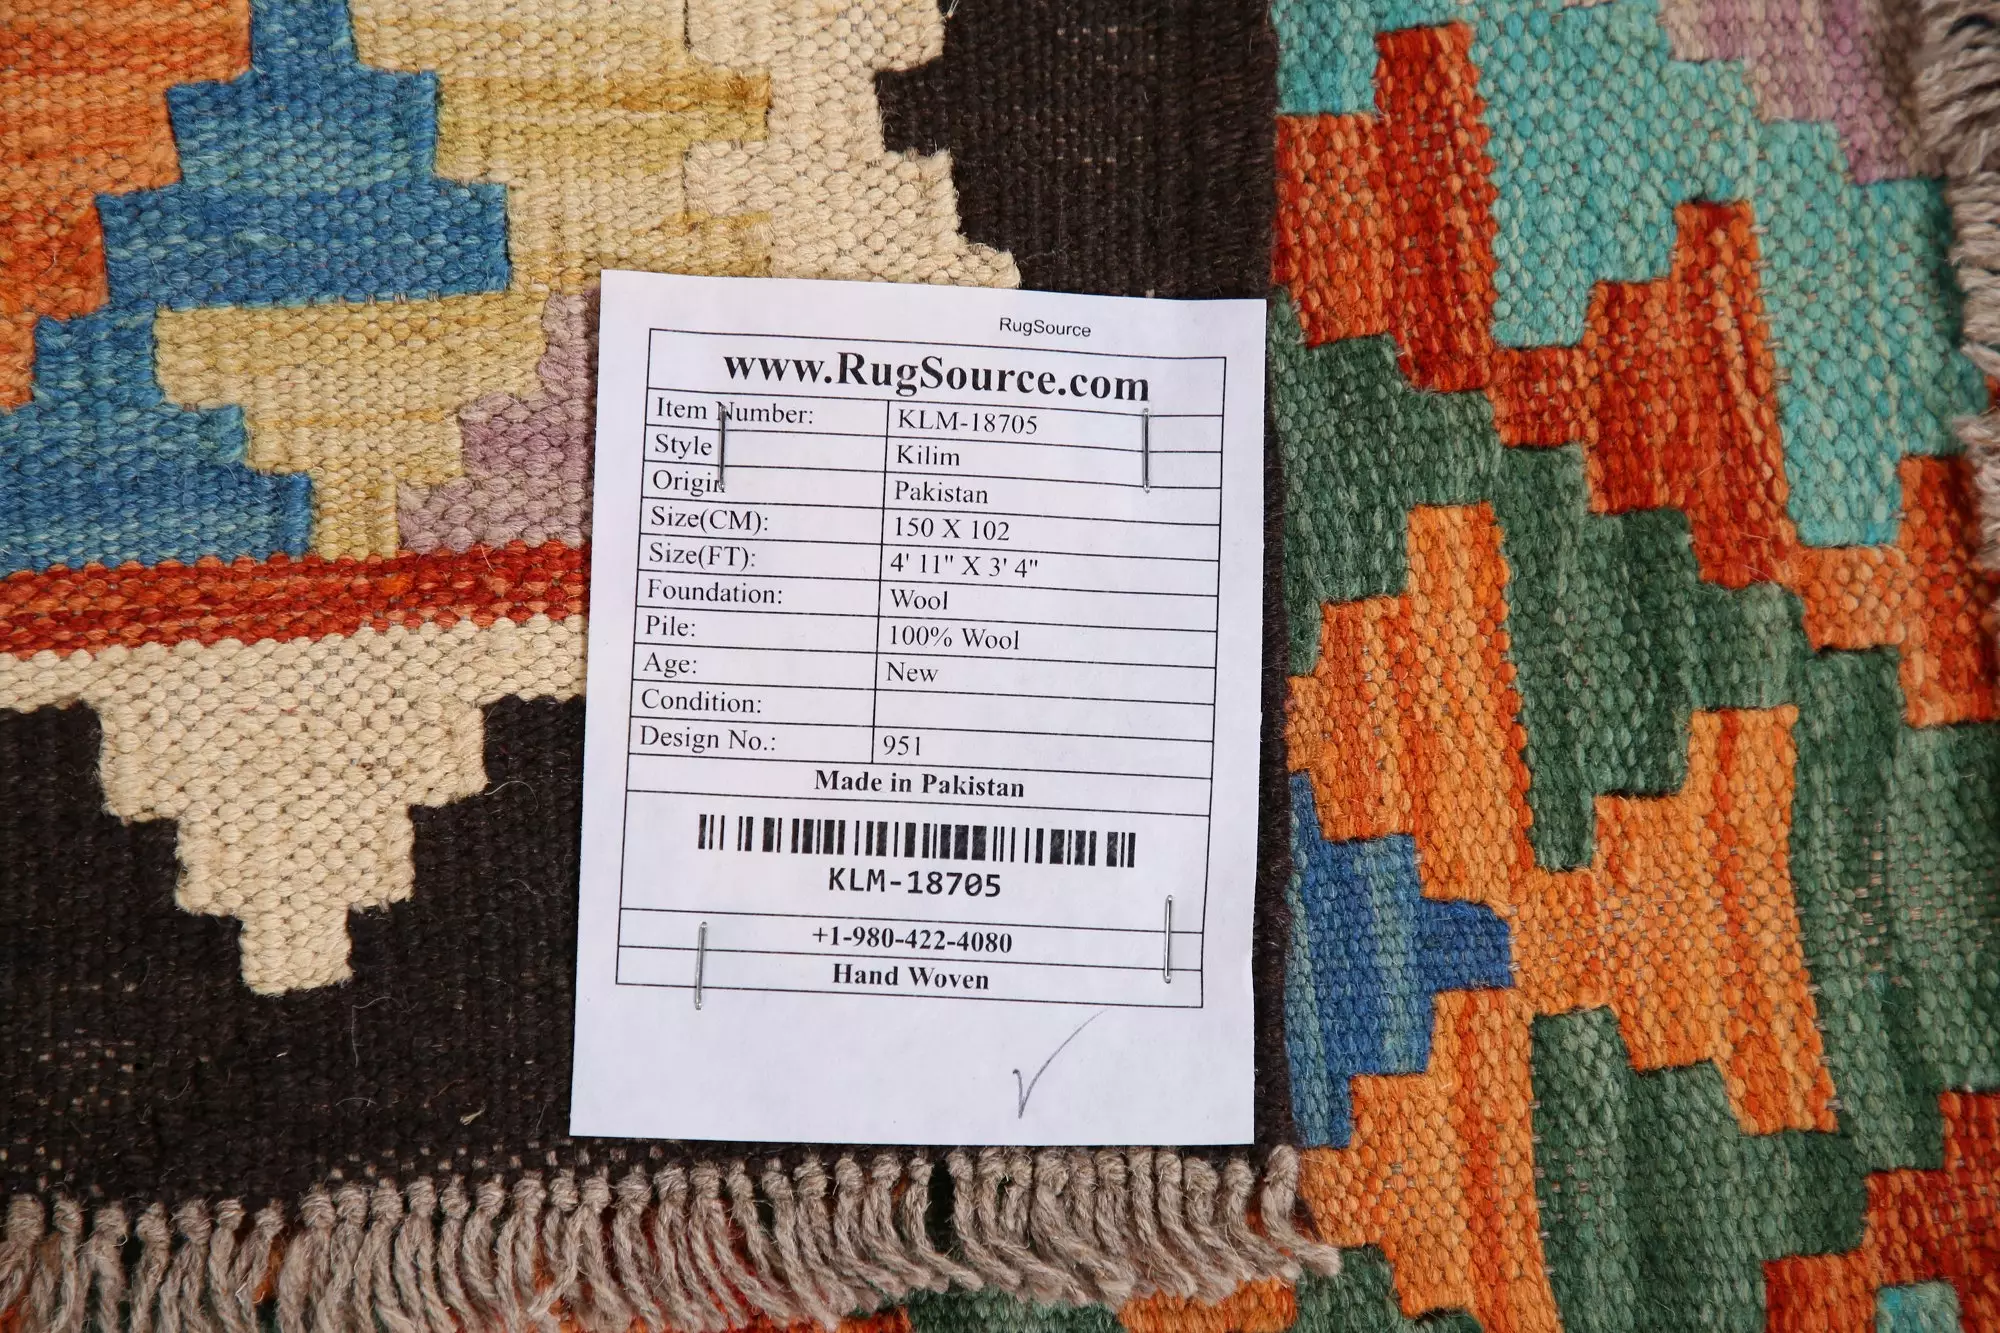 RugSource
www.RugSource.com
Item Number: KLM-18705
Style Kilim
Origin Pakistan
Size(CM): 150 X 102
Size(FT): 4' 11" X 3' 4"
Foundation: Wool
Pile: 100% Wool
Age: New
Condition:
Design No.: 951
Made in Pakistan
KLM-18705
+1-980-422-4080
Hand Woven